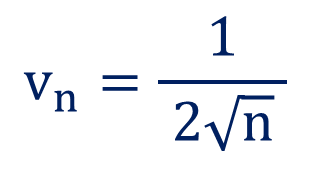 vₙ = 1 / (2√n)